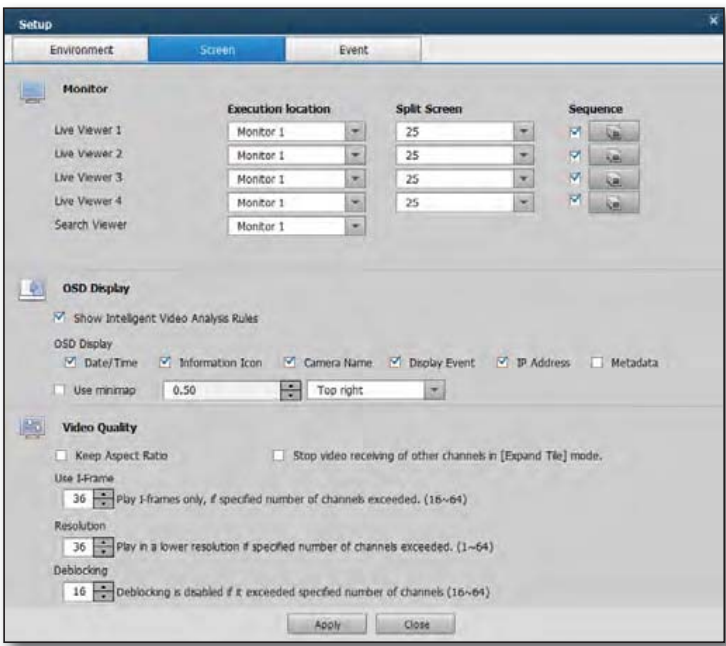 Setup
Environment Screen Event
Monitor
Execution location Split Screen Sequence
Live Viewer 1 Monitor 1 25
Live Viewer 2 Monitor 1 25
Live Viewer 3 Monitor 1 25
Live Viewer 4 Monitor 1 25
Search Viewer Monitor 1
OSD Display
Show Intelligent Video Analysis Rules
OSD Display
Date/Time Information Icon Camera Name Display Event IP Address Metadata
Use minimap 0.50 Top right
Video Quality
Keep Aspect Ratio Stop video receiving of other channels in [Expand Tile] mode.
Use I-Frame
36 Play I-frames only, if specified number of channels exceeded. (16~64)
Resolution
36 Play in a lower resolution if specified number of channels exceeded. (1~64)
Deblocking
16 Deblocking is disabled if it exceeded specified number of channels (16~64)
Apply Close